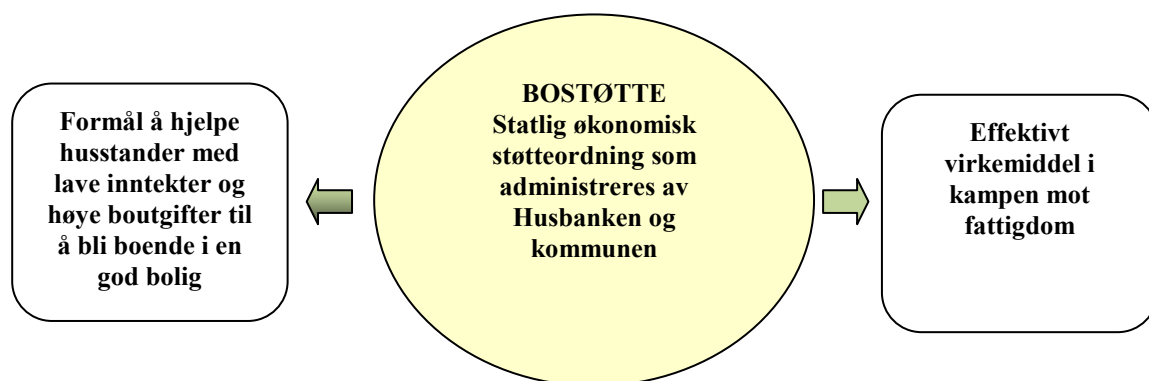 Formål å hjelpe
husstander med
lave inntekter og
høye boutgifter til
å bli boende i en
god bolig
BOSTØTTE
Statlig økonomisk
støtteordning som
administreres av
Husbanken og
kommunen
Effektivt
virkemiddel i
kampen mot
fattigdom